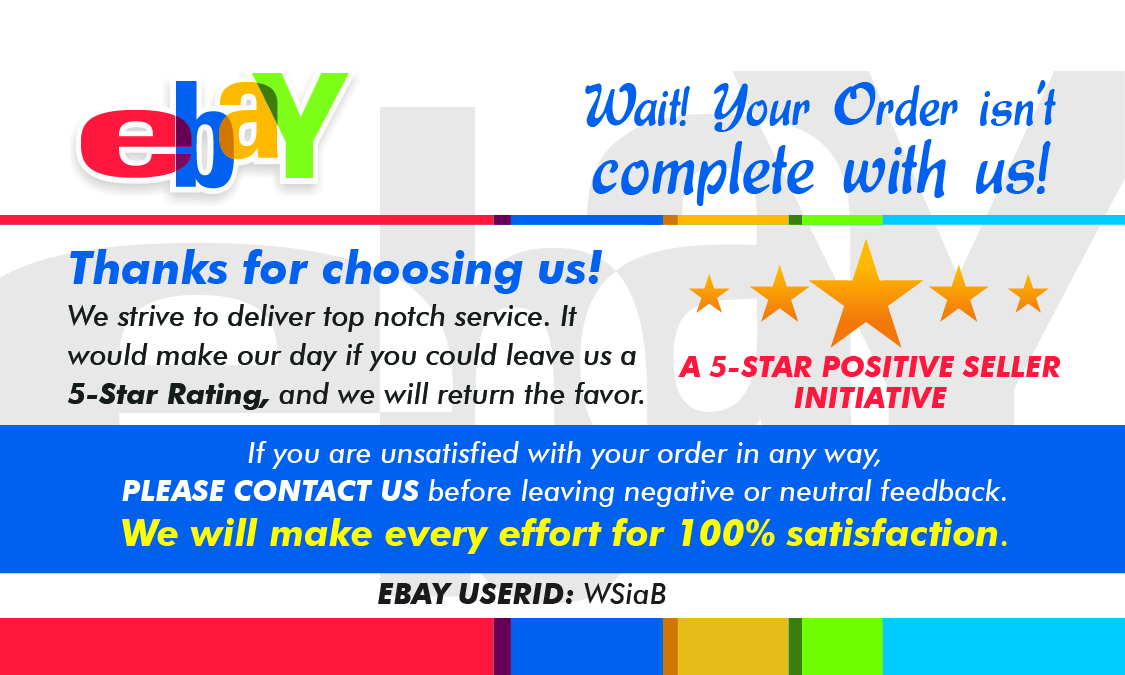 ebaY
Wait! Your Order isn't
complete with us!
Thanks for choosing us!
We strive to deliver top notch service. It
would make our day if you could leave us a
5-Star Rating, and we will return the favor.
A 5-STAR POSITIVE SELLER
INITIATIVE
If you are unsatisfied with your order in any way,
PLEASE CONTACT US before leaving negative or neutral feedback.
We will make every effort for 100% satisfaction.
EBAY USERID: WSiaB